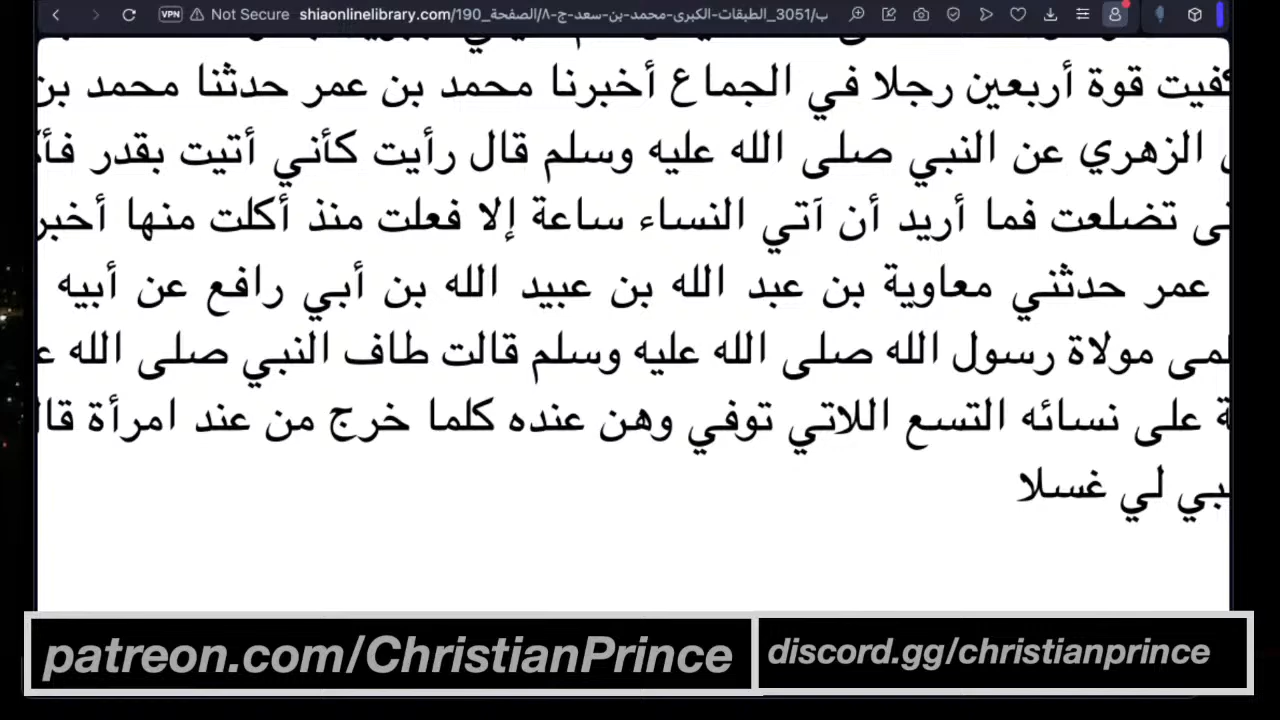 Not Secure shiaonlinelibrary.com/ب/3051_الطبقات-الكبرى-محمد-بن-سعد-ج-٨/الصفحة_190
VPN
كفيت قوة أربعين رجلا في الجماع أخبرنا محمد بن عمر حدثنا محمد بن
الزهري عن النبي صلى الله عليه وسلم قال رأيت كأني أتيت بقدر
تضلعت فما أريد أن آتي النساء ساعة إلا فعلت منذ أكلت منها
عمر حدثني معاوية بن عبد الله بن عبيد الله بن أبي رافع عن أبيه
مولاة رسول الله صلى الله عليه وسلم قالت طاف النبي صلى الله
على نسائه التسع اللاتي توفي وهن عنده كلما خرج من عند امرأة
لي غسلا
patreon.com/ChristianPrince
discord.gg/christianprince